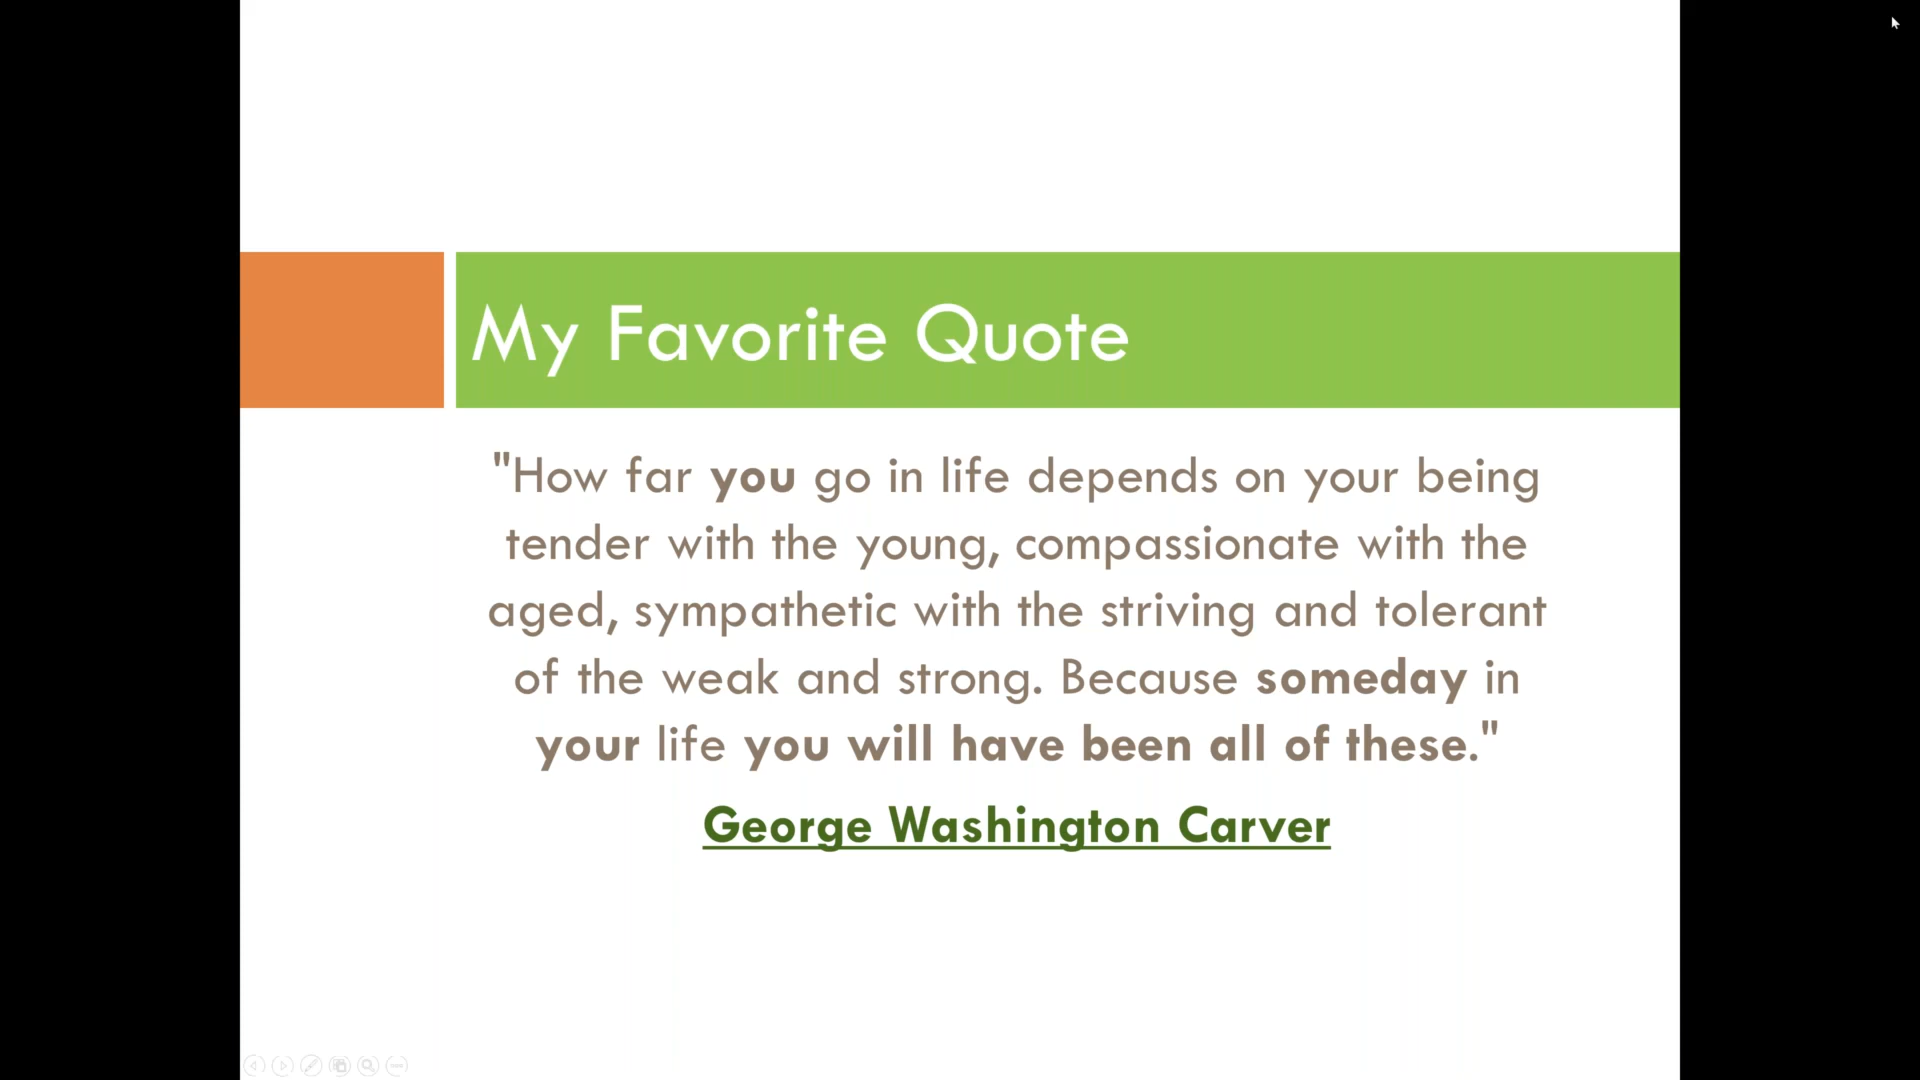 My Favorite Quote
"How far you go in life depends on your being
tender with the young, compassionate with the
aged, sympathetic with the striving and tolerant
of the weak and strong. Because someday in
your life you will have been all of these."
George Washington Carver